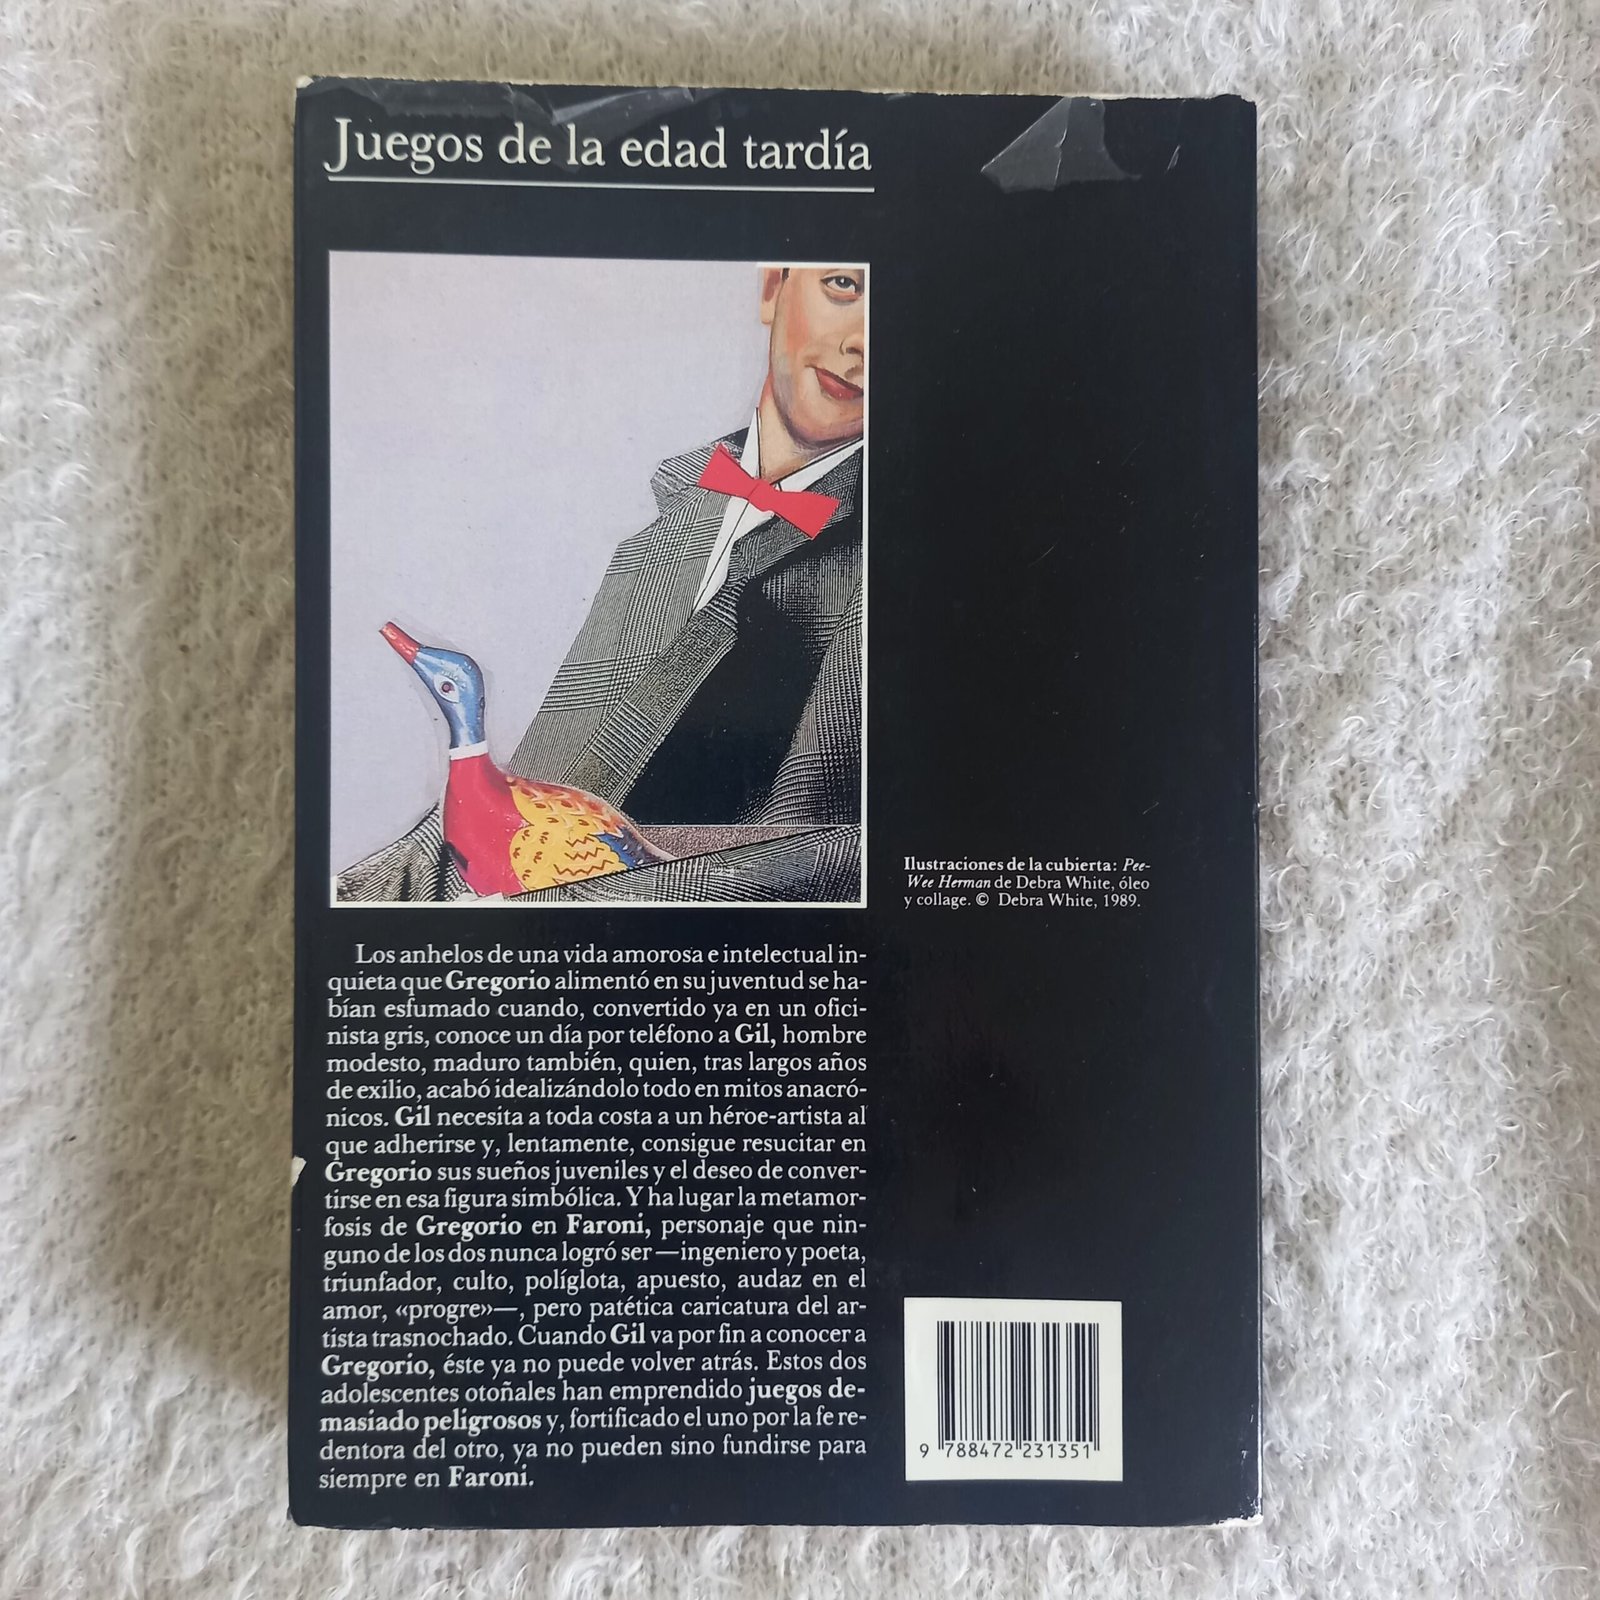 Juegos de la edad tardía
Ilustraciones de la cubierta: Pee-
Wee Herman de Debra White, óleo
y collage. © Debra White, 1989.
Los anhelos de una vida amorosa e intelectual in-
quieta que Gregorio alimentó en su juventud se ha-
bían esfumado cuando, convertido ya en un ofici-
nista gris, conoce un día por teléfono a Gil, hombre
modesto, maduro también, quien, tras largos años
de exilio, acabó idealizándolo todo en mitos anacró-
nicos. Gil necesita a toda costa a un héroe-artista al
que adherirse y, lentamente, consigue resucitar en
Gregorio sus sueños juveniles y el deseo de conver-
tirse en esa figura simbólica. Y ha lugar la metamor-
fosis de Gregorio en Faroni, personaje que nin-
guno de los dos nunca logró ser —ingeniero y poeta,
triunfador, culto, políglota, apuesto, audaz en el
amor, «progre»—, pero patética caricatura del ar-
tista trasnochado. Cuando Gil va por fin a conocer a
Gregorio, éste ya no puede volver atrás. Estos dos
adolescentes otoñales han emprendido juegos de-
masiado peligrosos y, fortificado el uno por la fe re-
dentora del otro, ya no pueden sino fundirse para
siempre en Faroni.
9 788472 231351